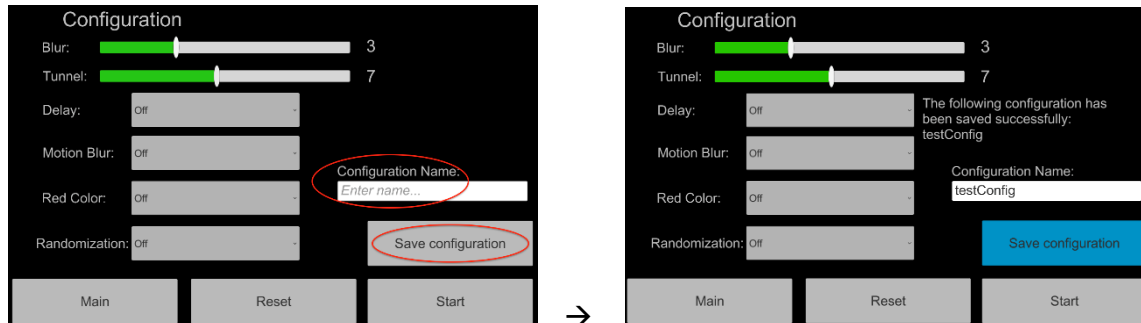 Configuration
Blur: 3
Tunnel: 7
Delay: Off
Motion Blur: Off
Configuration Name:
Enter name...
Red Color: Off
Randomization: Off
Save configuration
Main Reset Start
→
Configuration
Blur: 3
Tunnel: 7
Delay: Off
The following configuration has
been saved successfully:
testConfig
Motion Blur: Off
Configuration Name:
testConfig
Red Color: Off
Randomization: Off
Save configuration
Main Reset Start